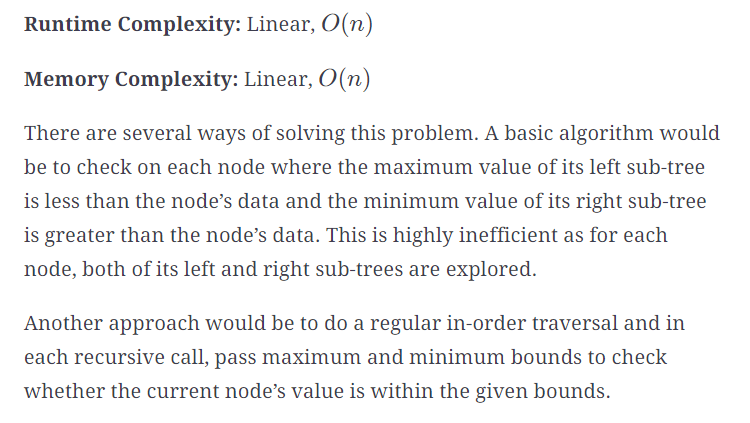 Runtime Complexity: Linear, O(n)
Memory Complexity: Linear, O(n)
There are several ways of solving this problem. A basic algorithm would
be to check on each node where the maximum value of its left sub-tree
is less than the node’s data and the minimum value of its right sub-tree
is greater than the node’s data. This is highly inefficient as for each
node, both of its left and right sub-trees are explored.
Another approach would be to do a regular in-order traversal and in
each recursive call, pass maximum and minimum bounds to check
whether the current node’s value is within the given bounds.